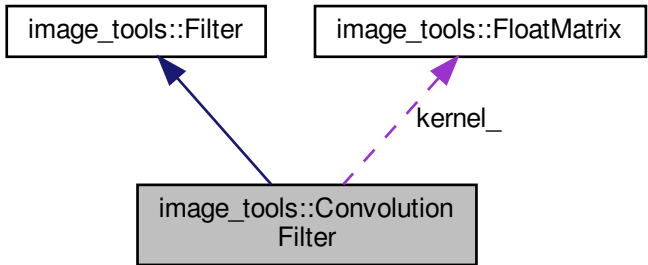 image_tools::Filter
image_tools::FloatMatrix
kernel_
image_tools::Convolution
Filter